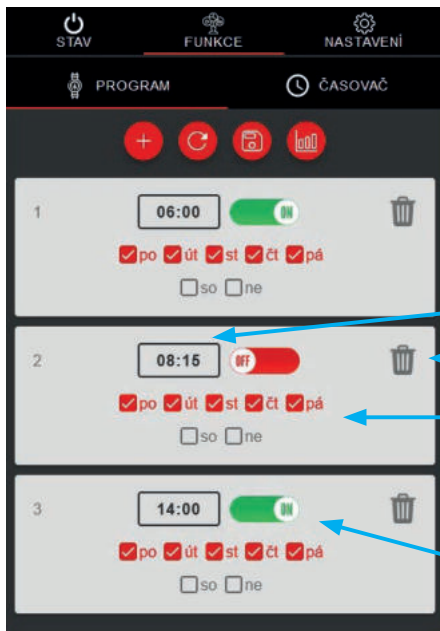 STAV FUNKCE NASTAVENÍ
PROGRAM ČASOVAČ
1 06:00 ON
po út st čt pá
so ne
2 08:15 OFF
po út st čt pá
so ne
3 14:00 ON
po út st čt pá
so ne